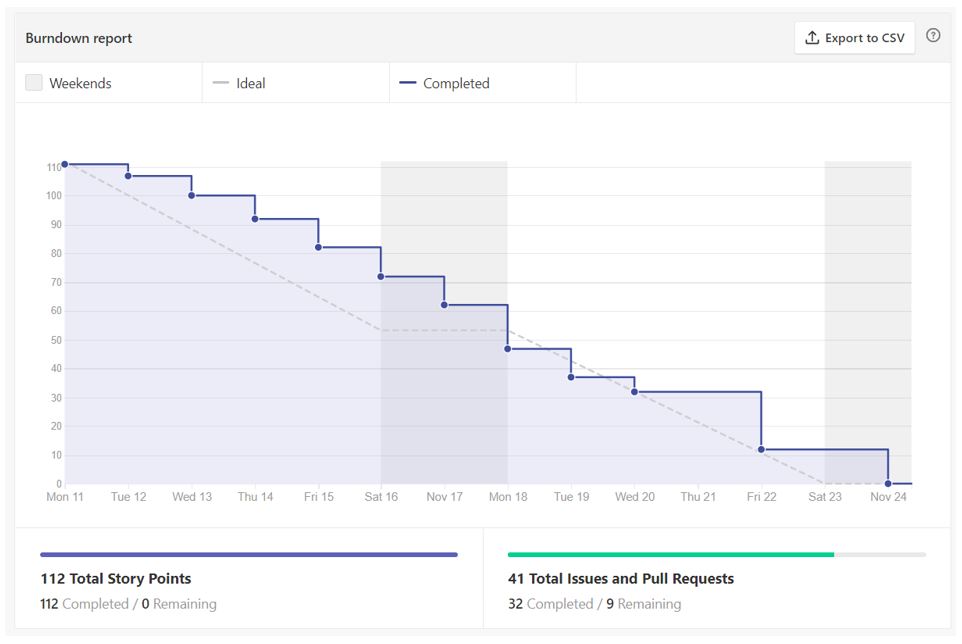 Burndown report
Export to CSV
?
Weekends
Ideal
Completed
110
100
90
80
70
60
50
40
30
20
10
0
Mon 11 Tue 12 Wed 13 Thu 14 Fri 15 Sat 16 Nov 17 Mon 18 Tue 19 Wed 20 Thu 21 Fri 22 Sat 23 Nov 24
112 Total Story Points
112 Completed / 0 Remaining
41 Total Issues and Pull Requests
32 Completed / 9 Remaining